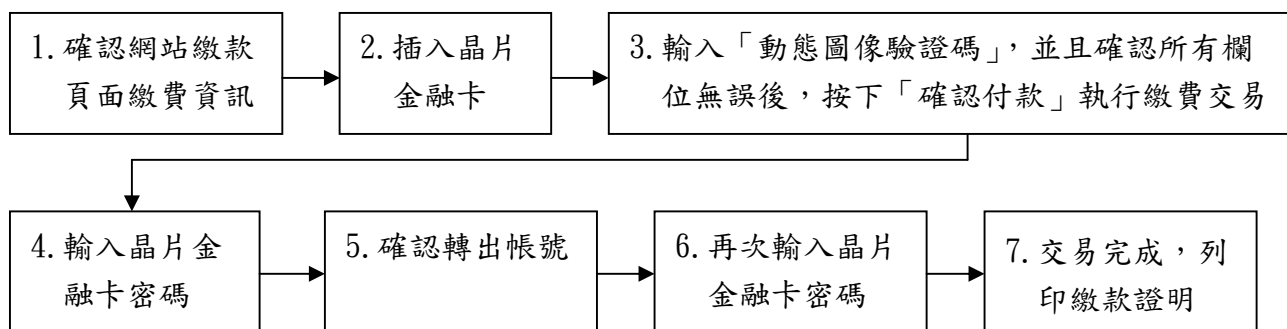 1.確認網站繳款
頁面繳費資訊
2.插入晶片
金融卡
3.輸入「動態圖像驗證碼」，並且確認所有欄
位無誤後，按下「確認付款」執行繳費交易
4.輸入晶片金
融卡密碼
5.確認轉出帳號
6.再次輸入晶片
金融卡密碼
7.交易完成，列
印繳款證明